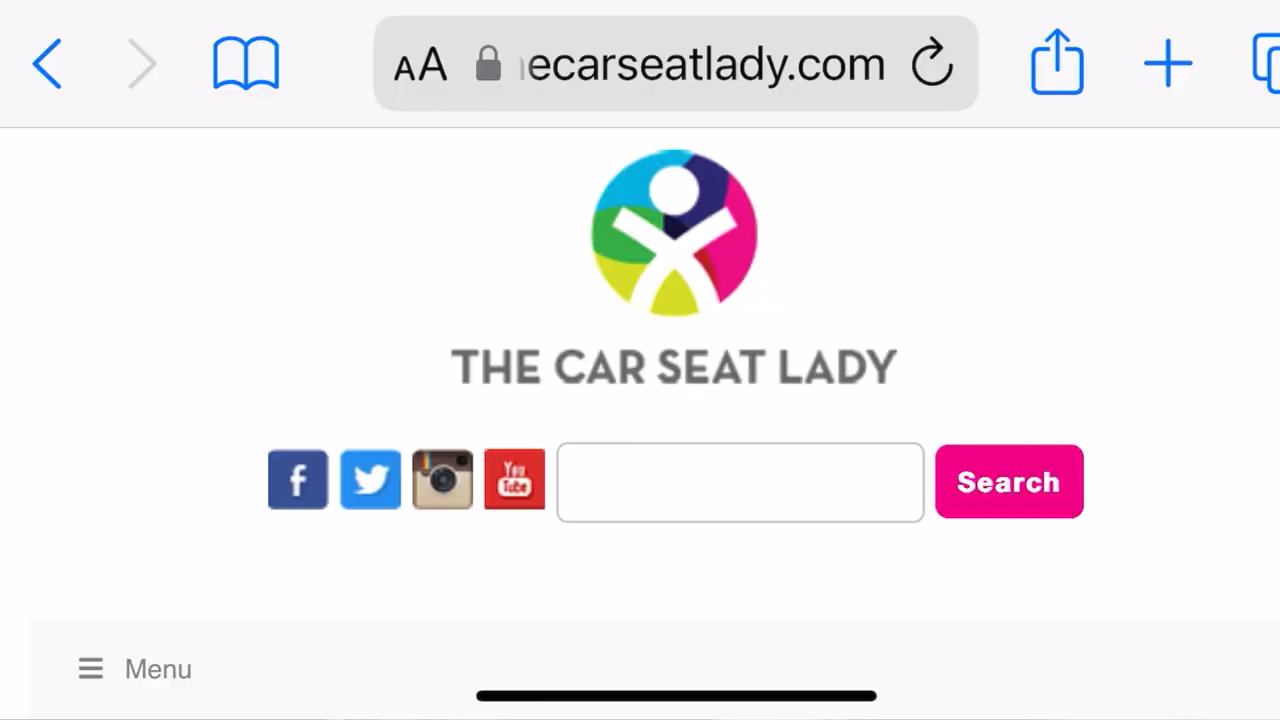 AA ecarseatlady.com
THE CAR SEAT LADY
f You Tube Search
Menu